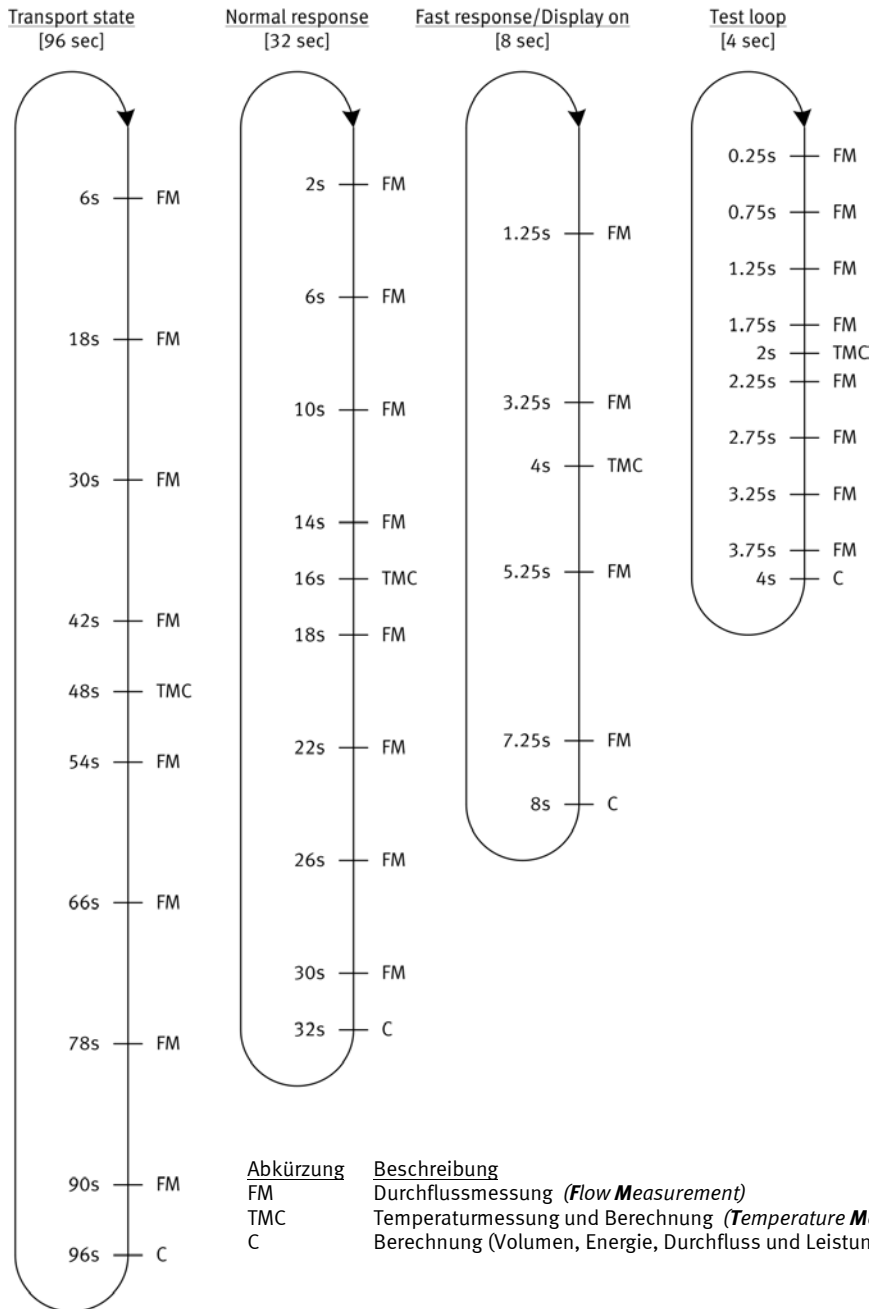 Transport state
[96 sec]
6s FM
18s FM
30s FM
42s FM
48s TMC
54s FM
66s FM
78s FM
90s FM
96s C
Normal response
[32 sec]
2s FM
6s FM
10s FM
14s FM
16s TMC
18s FM
22s FM
26s FM
30s FM
32s C
Fast response/Display on
[8 sec]
1.25s FM
3.25s FM
4s TMC
5.25s FM
7.25s FM
8s C
Test loop
[4 sec]
0.25s FM
0.75s FM
1.25s FM
1.75s FM
2s TMC
2.25s FM
2.75s FM
3.25s FM
3.75s FM
4s C
Abkürzung Beschreibung
FM Durchflussmessung (Flow Measurement)
TMC Temperaturmessung und Berechnung (Temperature
C Berechnung (Volumen, Energie, Durchfluss und